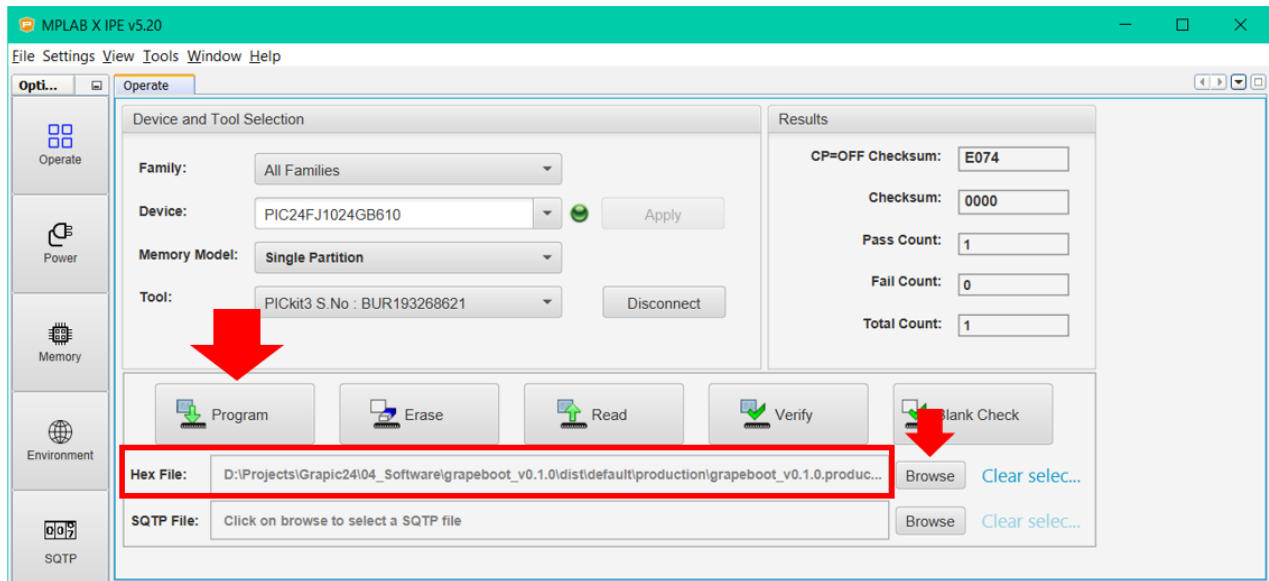 MPLAB X IPE v5.20
File Settings View Tools Window Help
Opti...
Operate
Operate
Power
Memory
Environment
SQTP
Device and Tool Selection
Family: All Families
Device: PIC24FJ1024GB610 Apply
Memory Model: Single Partition
Tool: PICkit3 S.No : BUR193268621 Disconnect
Results
CP=OFF Checksum: E074
Checksum: 0000
Pass Count: 1
Fail Count: 0
Total Count: 1
Program Erase Read Verify Blank Check
Hex File: D:\Projects\Grapic24\04_Software\grapeboot_v0.1.0\dist\default\production\grapeboot_v0.1.0.produc... Browse Clear selec...
SQTP File: Click on browse to select a SQTP file Browse Clear selec...